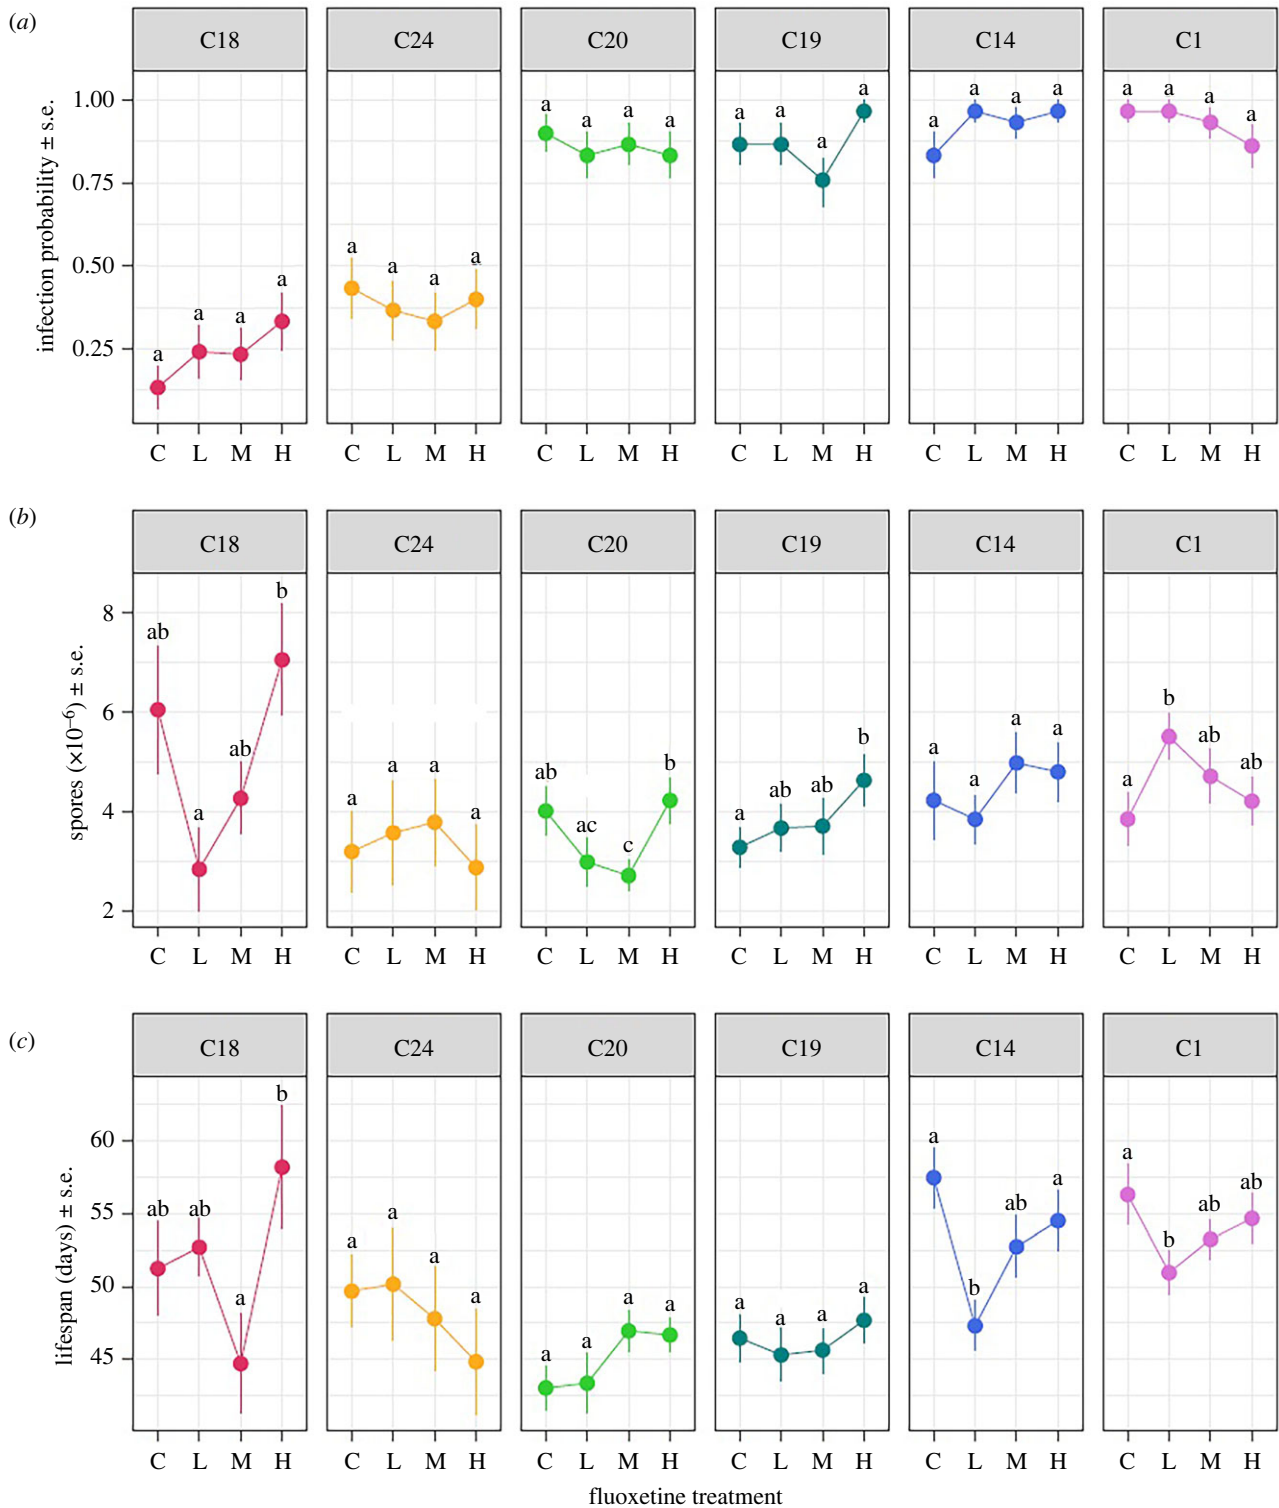 (a)
C18 C24 C20 C19 C14 C1
infection probability ± s.e.
1.00
0.75
0.50
0.25
a a a a
a a a a
a a a a
a a a a
a a a a
a a a a
C L M H C L M H C L M H C L M H C L M H C L M H
(b)
C18 C24 C20 C19 C14 C1
spores (×10–6) ± s.e.
8
6
4
2
ab a ab b
a a a a
ab ac c b
a ab ab b
a a a a
a b ab ab
C L M H C L M H C L M H C L M H C L M H C L M H
(c)
C18 C24 C20 C19 C14 C1
lifespan (days) ± s.e.
60
55
50
45
ab ab a b
a a a a
a a a a
a a a a
a b ab a
a b ab ab
C L M H C L M H C L M H C L M H C L M H C L M H
fluoxetine treatment